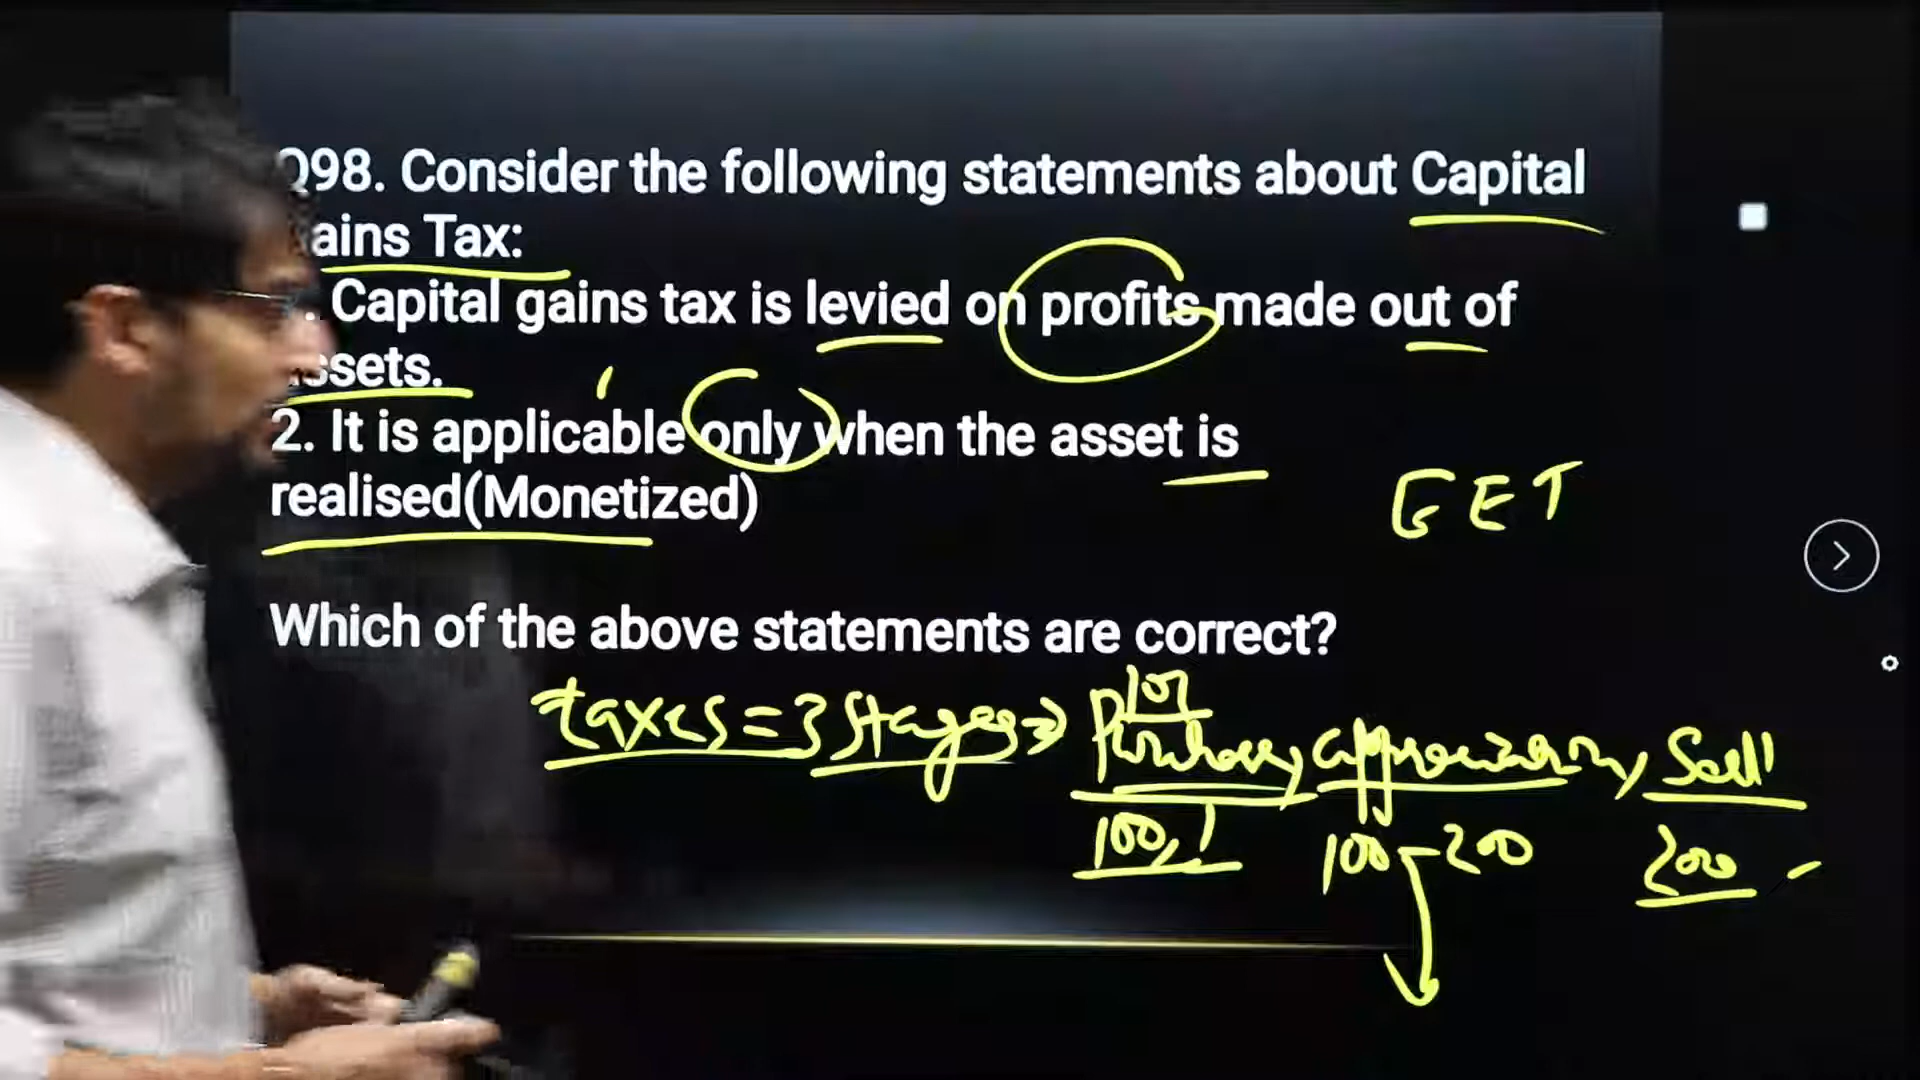 Q98. Consider the following statements about Capital
ains Tax:
. Capital gains tax is levied on profits made out of
assets.
2. It is applicable only when the asset is
realised(Monetized)
GET
Which of the above statements are correct?
taxes = 3 stages → Purchase, appreciation, Sell
100 100 - 200 200